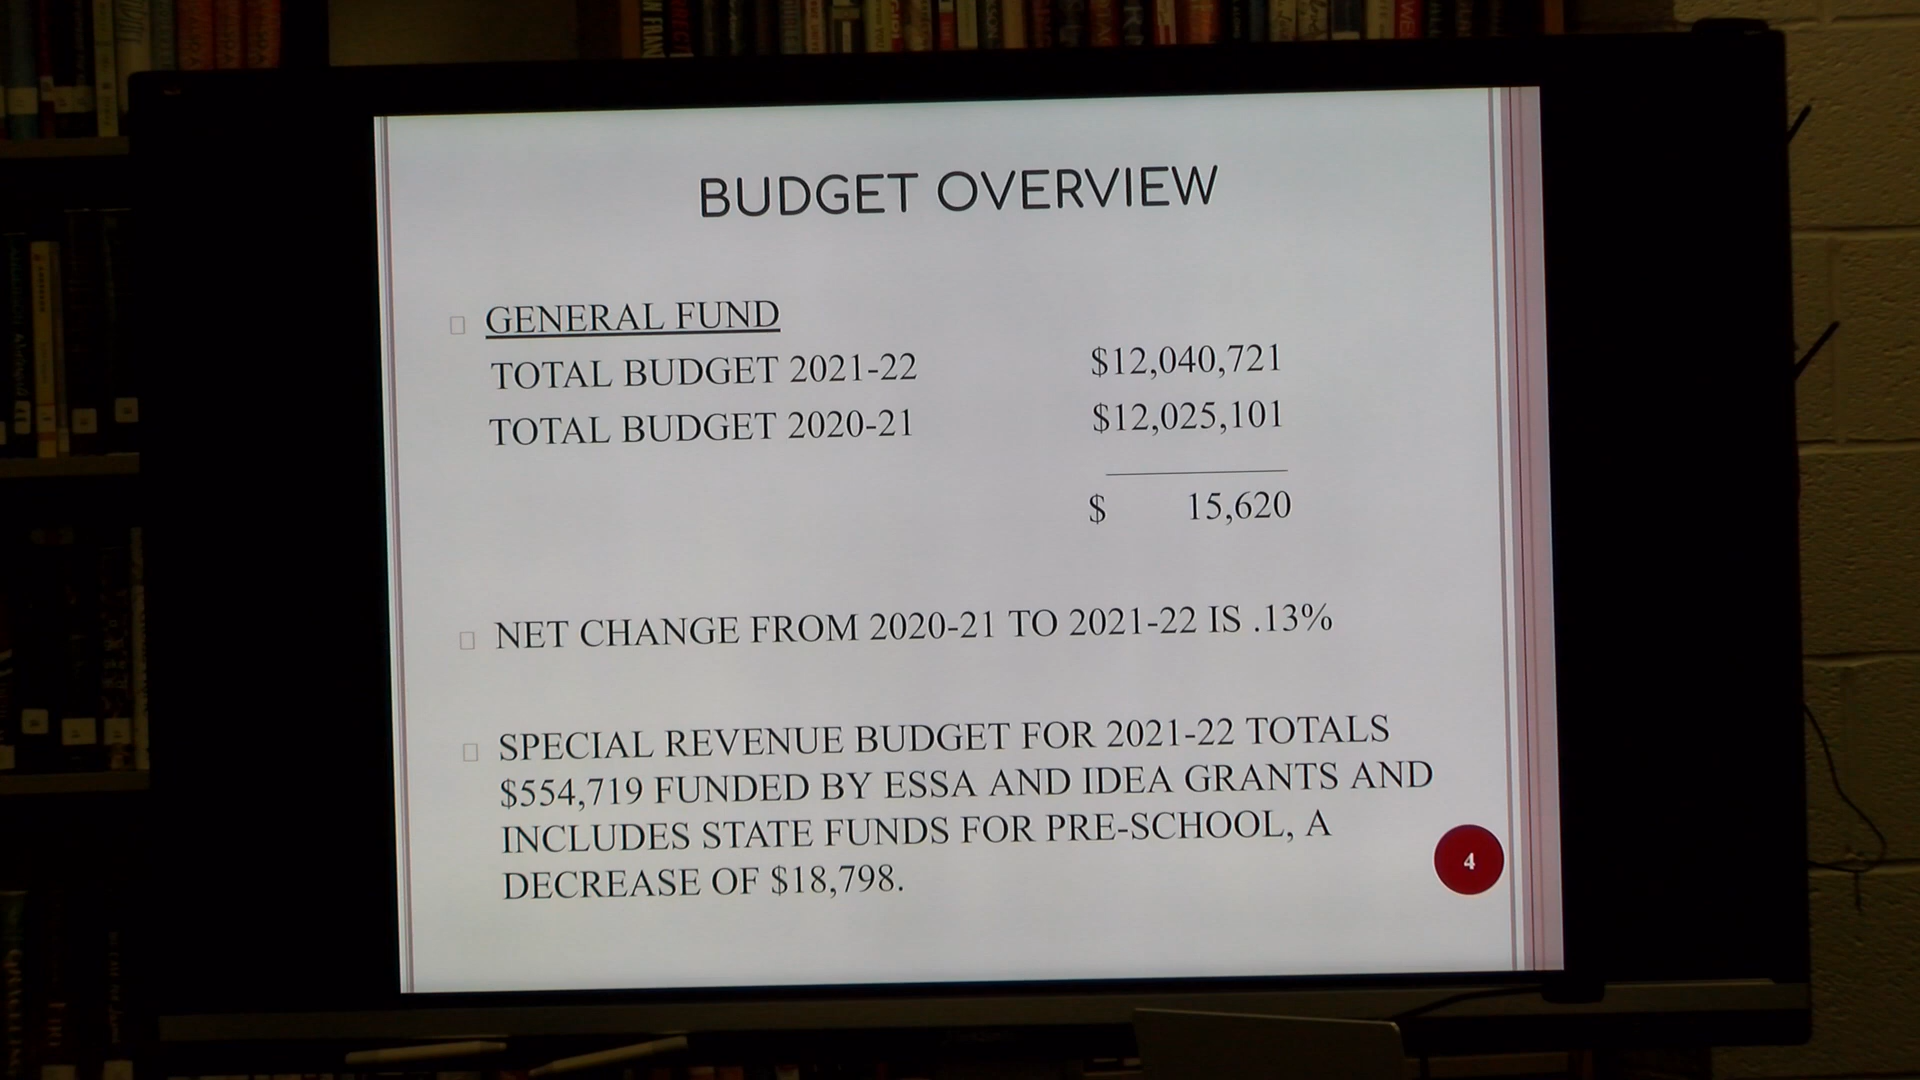 BUDGET OVERVIEW
GENERAL FUND
TOTAL BUDGET 2021-22 $12,040,721
TOTAL BUDGET 2020-21 $12,025,101
$ 15,620
NET CHANGE FROM 2020-21 TO 2021-22 IS .13%
SPECIAL REVENUE BUDGET FOR 2021-22 TOTALS
$554,719 FUNDED BY ESSA AND IDEA GRANTS AND
INCLUDES STATE FUNDS FOR PRE-SCHOOL, A
DECREASE OF $18,798.
4